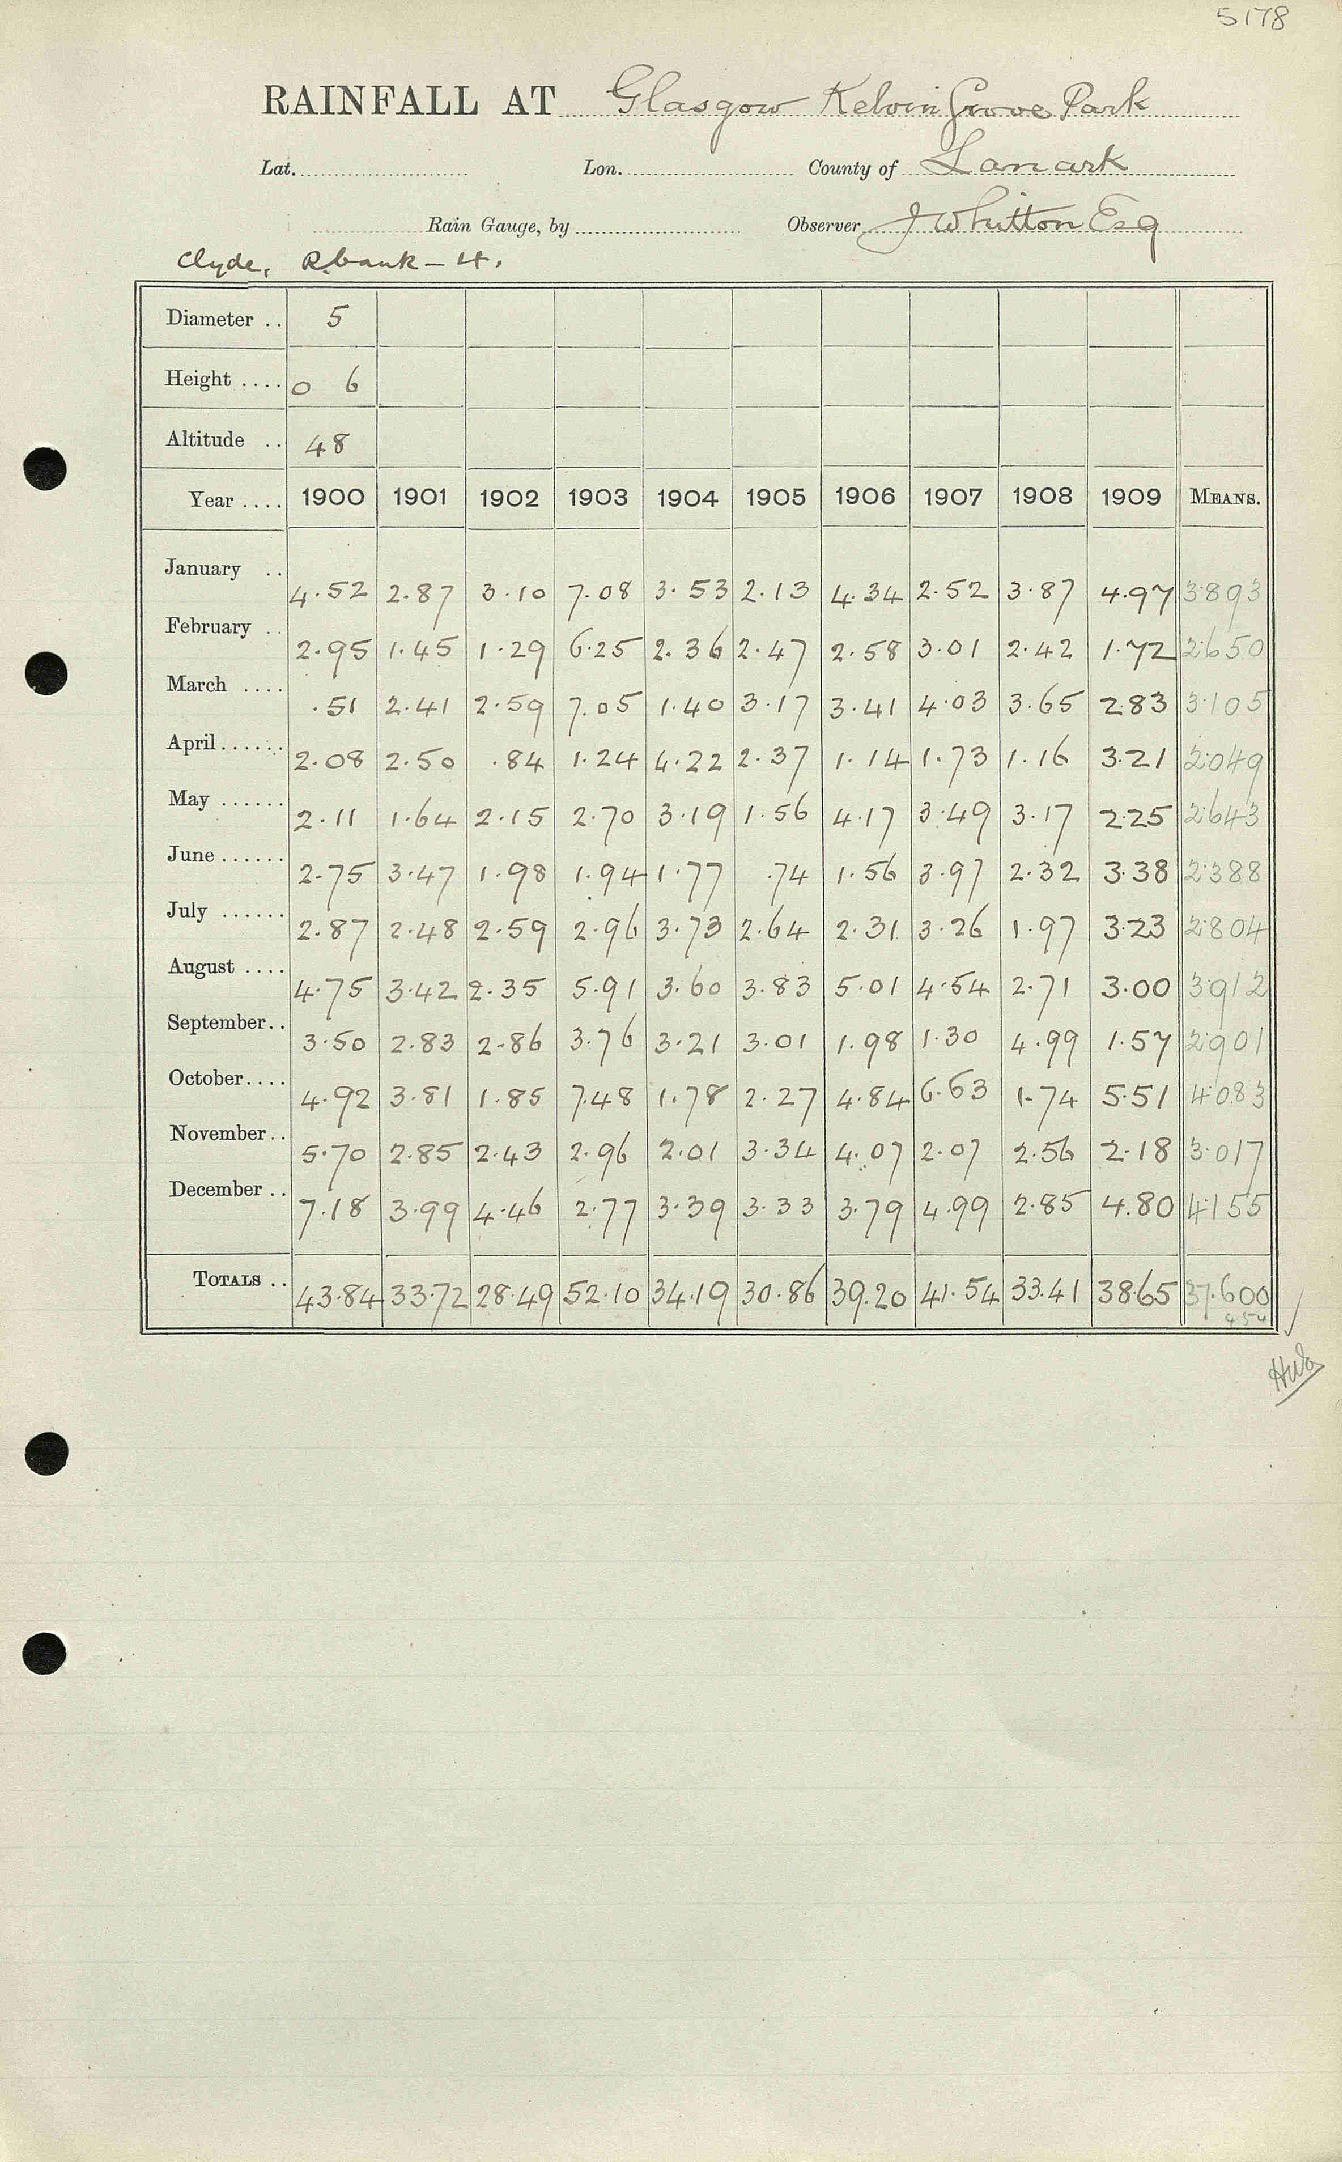 5178
RAINFALL AT Glasgow Kelvin Grove Park
Lat. Lon. County of Lanark
Rain Gauge, by Observer J Whitton Esq
Clyde, R.bank - 4.
Diameter .. 5
Height .... 0 6
Altitude .. 48
Year .... 1900 1901 1902 1903 1904 1905 1906 1907 1908 1909 MEANS.
January .. 4.52 2.87 3.10 7.08 3.53 2.13 4.34 2.52 3.87 4.97 3.893
February .. 2.95 1.45 1.29 6.25 2.36 2.47 2.58 3.01 2.42 1.72 2.650
March .... .51 2.41 2.59 7.05 1.40 3.17 3.41 4.03 3.65 2.83 3.105
April ...... 2.08 2.50 .84 1.24 4.22 2.37 1.14 1.73 1.16 3.21 2.049
May ...... 2.11 1.64 2.15 2.70 3.19 1.56 4.17 3.49 3.17 2.25 2.643
June ...... 2.75 3.47 1.98 1.94 1.77 .74 1.56 3.97 2.32 3.38 2.388
July ...... 2.87 2.48 2.59 2.96 3.73 2.64 2.31 3.26 1.97 3.23 2.804
August .... 4.75 3.42 2.35 5.91 3.60 3.83 5.01 4.54 2.71 3.00 3.912
September.. 3.50 2.83 2.86 3.76 3.21 3.01 1.98 1.30 4.99 1.57 2.901
October.... 4.92 3.81 1.85 7.48 1.78 2.27 4.84 6.63 1.74 5.51 4.083
November.. 5.70 2.85 2.43 2.96 2.01 3.34 4.07 2.07 2.56 2.18 3.017
December .. 7.18 3.99 4.46 2.77 3.39 3.33 3.79 4.99 2.85 4.80 4.155
TOTALS .. 43.84 33.72 28.49 52.10 34.19 30.86 39.20 41.54 33.41 38.65 37.600